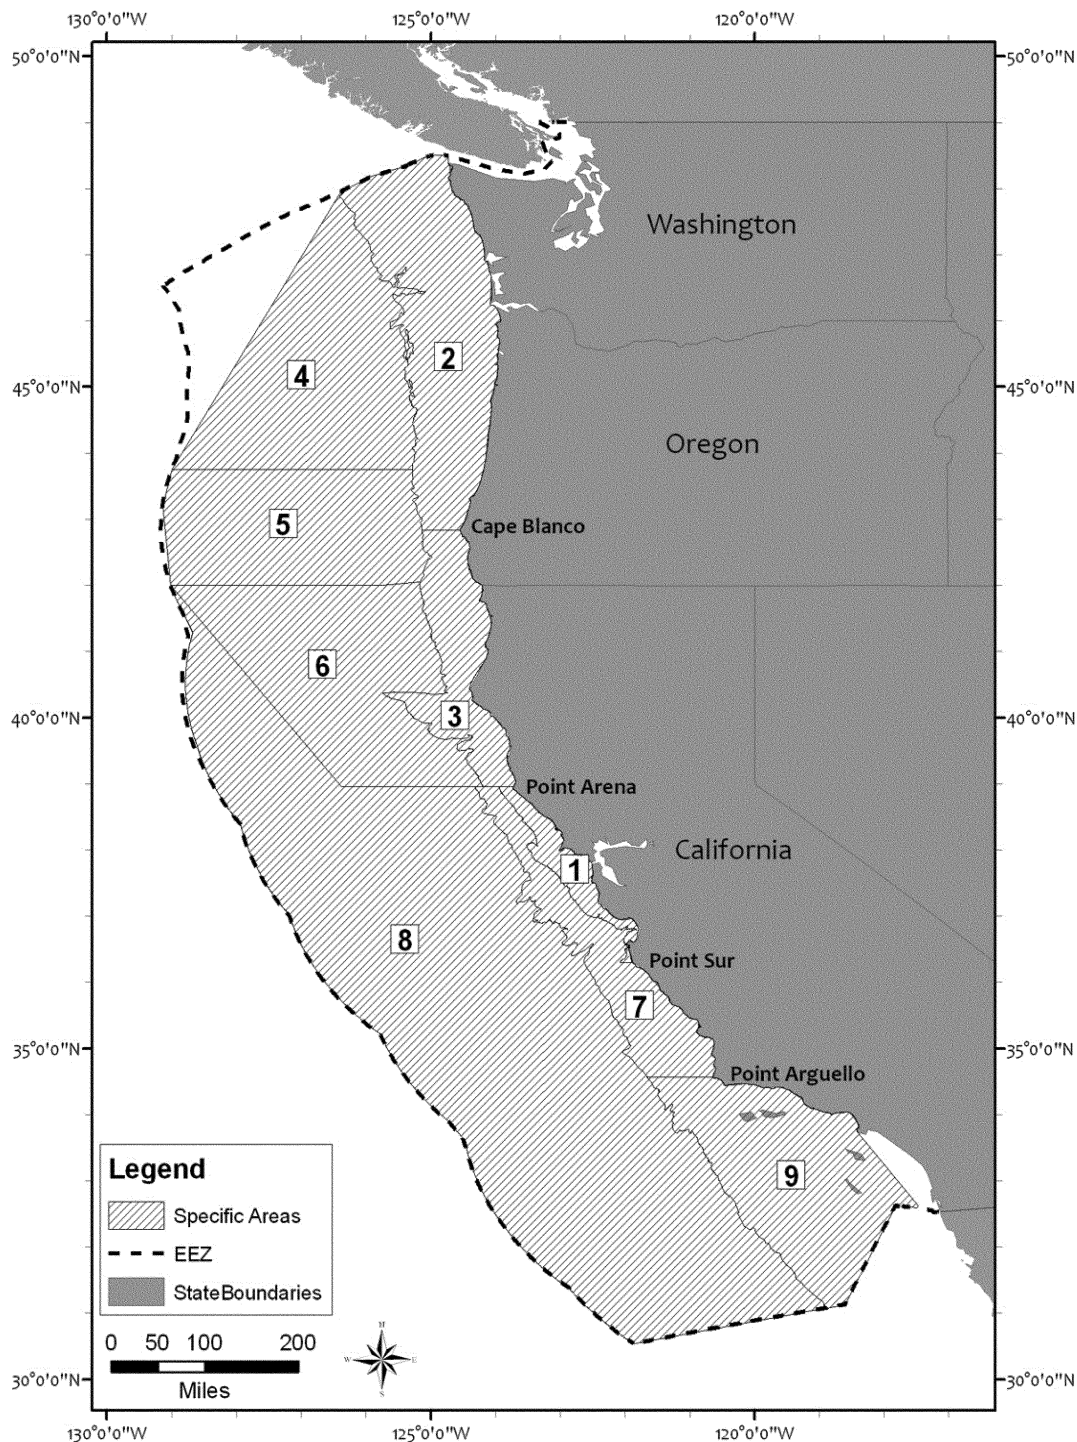 130°0'0"W 125°0'0"W 120°0'0"W
50°0'0"N 50°0'0"N
Washington
2
4
45°0'0"N 45°0'0"N
Oregon
5
Cape Blanco
6
3
40°0'0"N 40°0'0"N
Point Arena
California
1
8
Point Sur
7
35°0'0"N 35°0'0"N
Point Arguello
9
Legend
Specific Areas
EEZ
StateBoundaries
0 50 100 200
Miles
N
W E
S
30°0'0"N 30°0'0"N
130°0'0"W 125°0'0"W 120°0'0"W